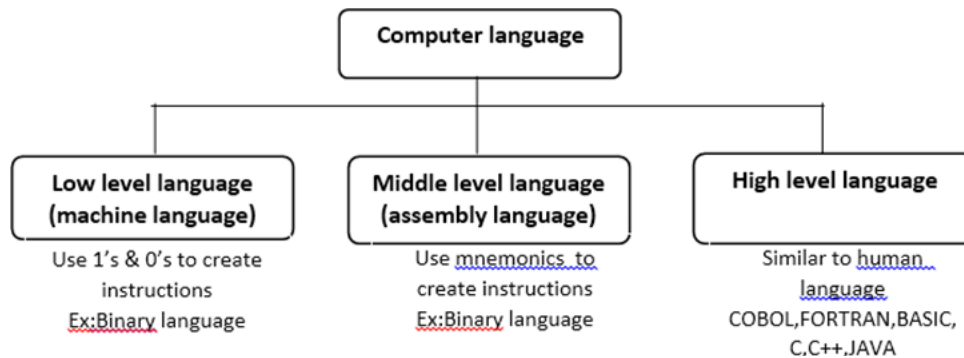 Computer language
Low level language
(machine language)
Use 1's & 0's to create
instructions
Ex:Binary language
Middle level language
(assembly language)
Use mnemonics to
create instructions
Ex:Binary language
High level language
Similar to human
language
COBOL,FORTRAN,BASIC,
C,C++,JAVA